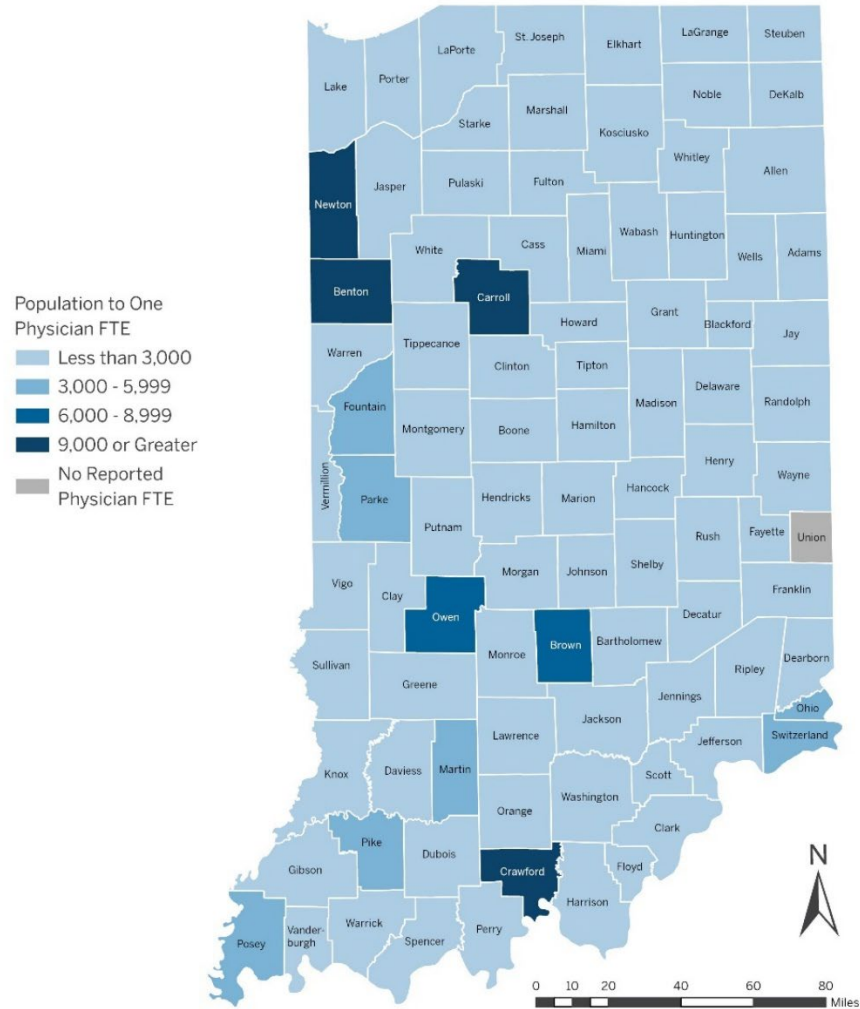 St. Joseph
LaGrange
Steuben
LaPorte
Elkhart
Porter
Lake
Noble
DeKalb
Marshall
Starke
Kosciusko
Whitley
Allen
Jasper
Pulaski
Fulton
Newton
Wabash
Huntington
Miami
White
Cass
Wells
Adams
Benton
Carroll
Population to One
Physician FTE
Less than 3,000
3,000 - 5,999
6,000 - 8,999
9,000 or Greater
No Reported
Physician FTE
Grant
Blackford
Howard
Jay
Warren
Tippecanoe
Clinton
Tipton
Delaware
Fountain
Madison
Randolph
Montgomery
Boone
Hamilton
Henry
Wayne
Vermillion
Parke
Hendricks
Marion
Hancock
Putnam
Rush
Fayette
Union
Shelby
Morgan
Johnson
Vigo
Clay
Franklin
Owen
Decatur
Brown
Bartholomew
Monroe
Sullivan
Ripley
Dearborn
Greene
Jennings
Ohio
Jackson
Switzerland
Lawrence
Jefferson
Knox
Daviess
Martin
Scott
Washington
Orange
Clark
Pike
Dubois
Gibson
Crawford
Floyd
N
Harrison
Posey
Vander-
burgh
Warrick
Spencer
Perry
0 10 20 40 60 80
Miles